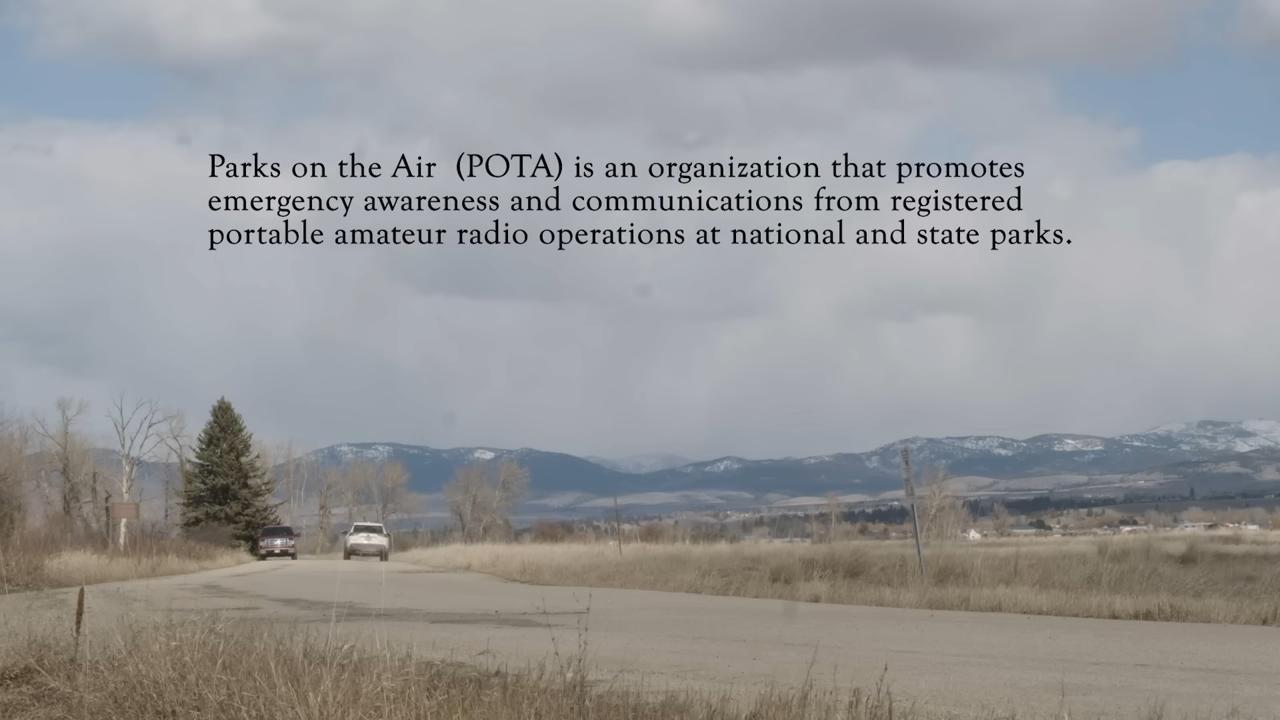 Parks on the Air  (POTA) is an organization that promotes
emergency awareness and communications from registered
portable amateur radio operations at national and state parks.